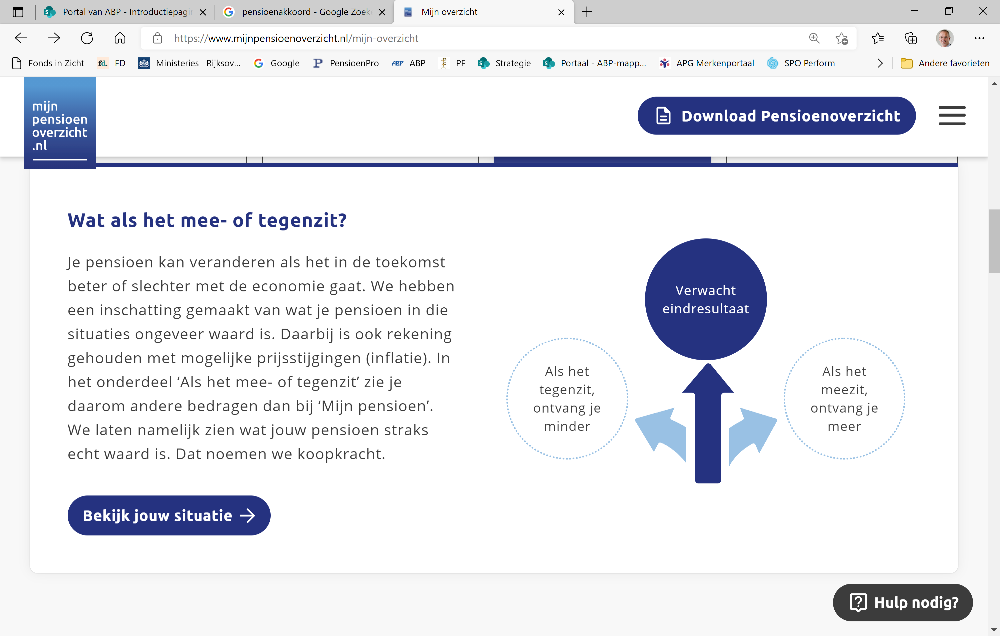 Portal van ABP - Introductiepagin
pensioenakkoord - Google Zoek
Mijn overzicht
https://www.mijnpensioenoverzicht.nl/mijn-overzicht
Fonds in Zicht
fd. FD
Ministeries Rijksov...
Google
PensioenPro
ABP ABP
PF
Strategie
Portaal - ABP-mapp...
APG Merkenportaal
SPO Perform
Andere favorieten
mijn
pensioen
overzicht
.nl
Download Pensioenoverzicht
Wat als het mee- of tegenzit?
Je pensioen kan veranderen als het in de toekomst
beter of slechter met de economie gaat. We hebben
een inschatting gemaakt van wat je pensioen in die
situaties ongeveer waard is. Daarbij is ook rekening
gehouden met mogelijke prijsstijgingen (inflatie). In
het onderdeel ‘Als het mee- of tegenzit’ zie je
daarom andere bedragen dan bij ‘Mijn pensioen’.
We laten namelijk zien wat jouw pensioen straks
echt waard is. Dat noemen we koopkracht.
Bekijk jouw situatie
Verwacht
eindresultaat
Als het
tegenzit,
ontvang je
minder
Als het
meezit,
ontvang je
meer
Hulp nodig?